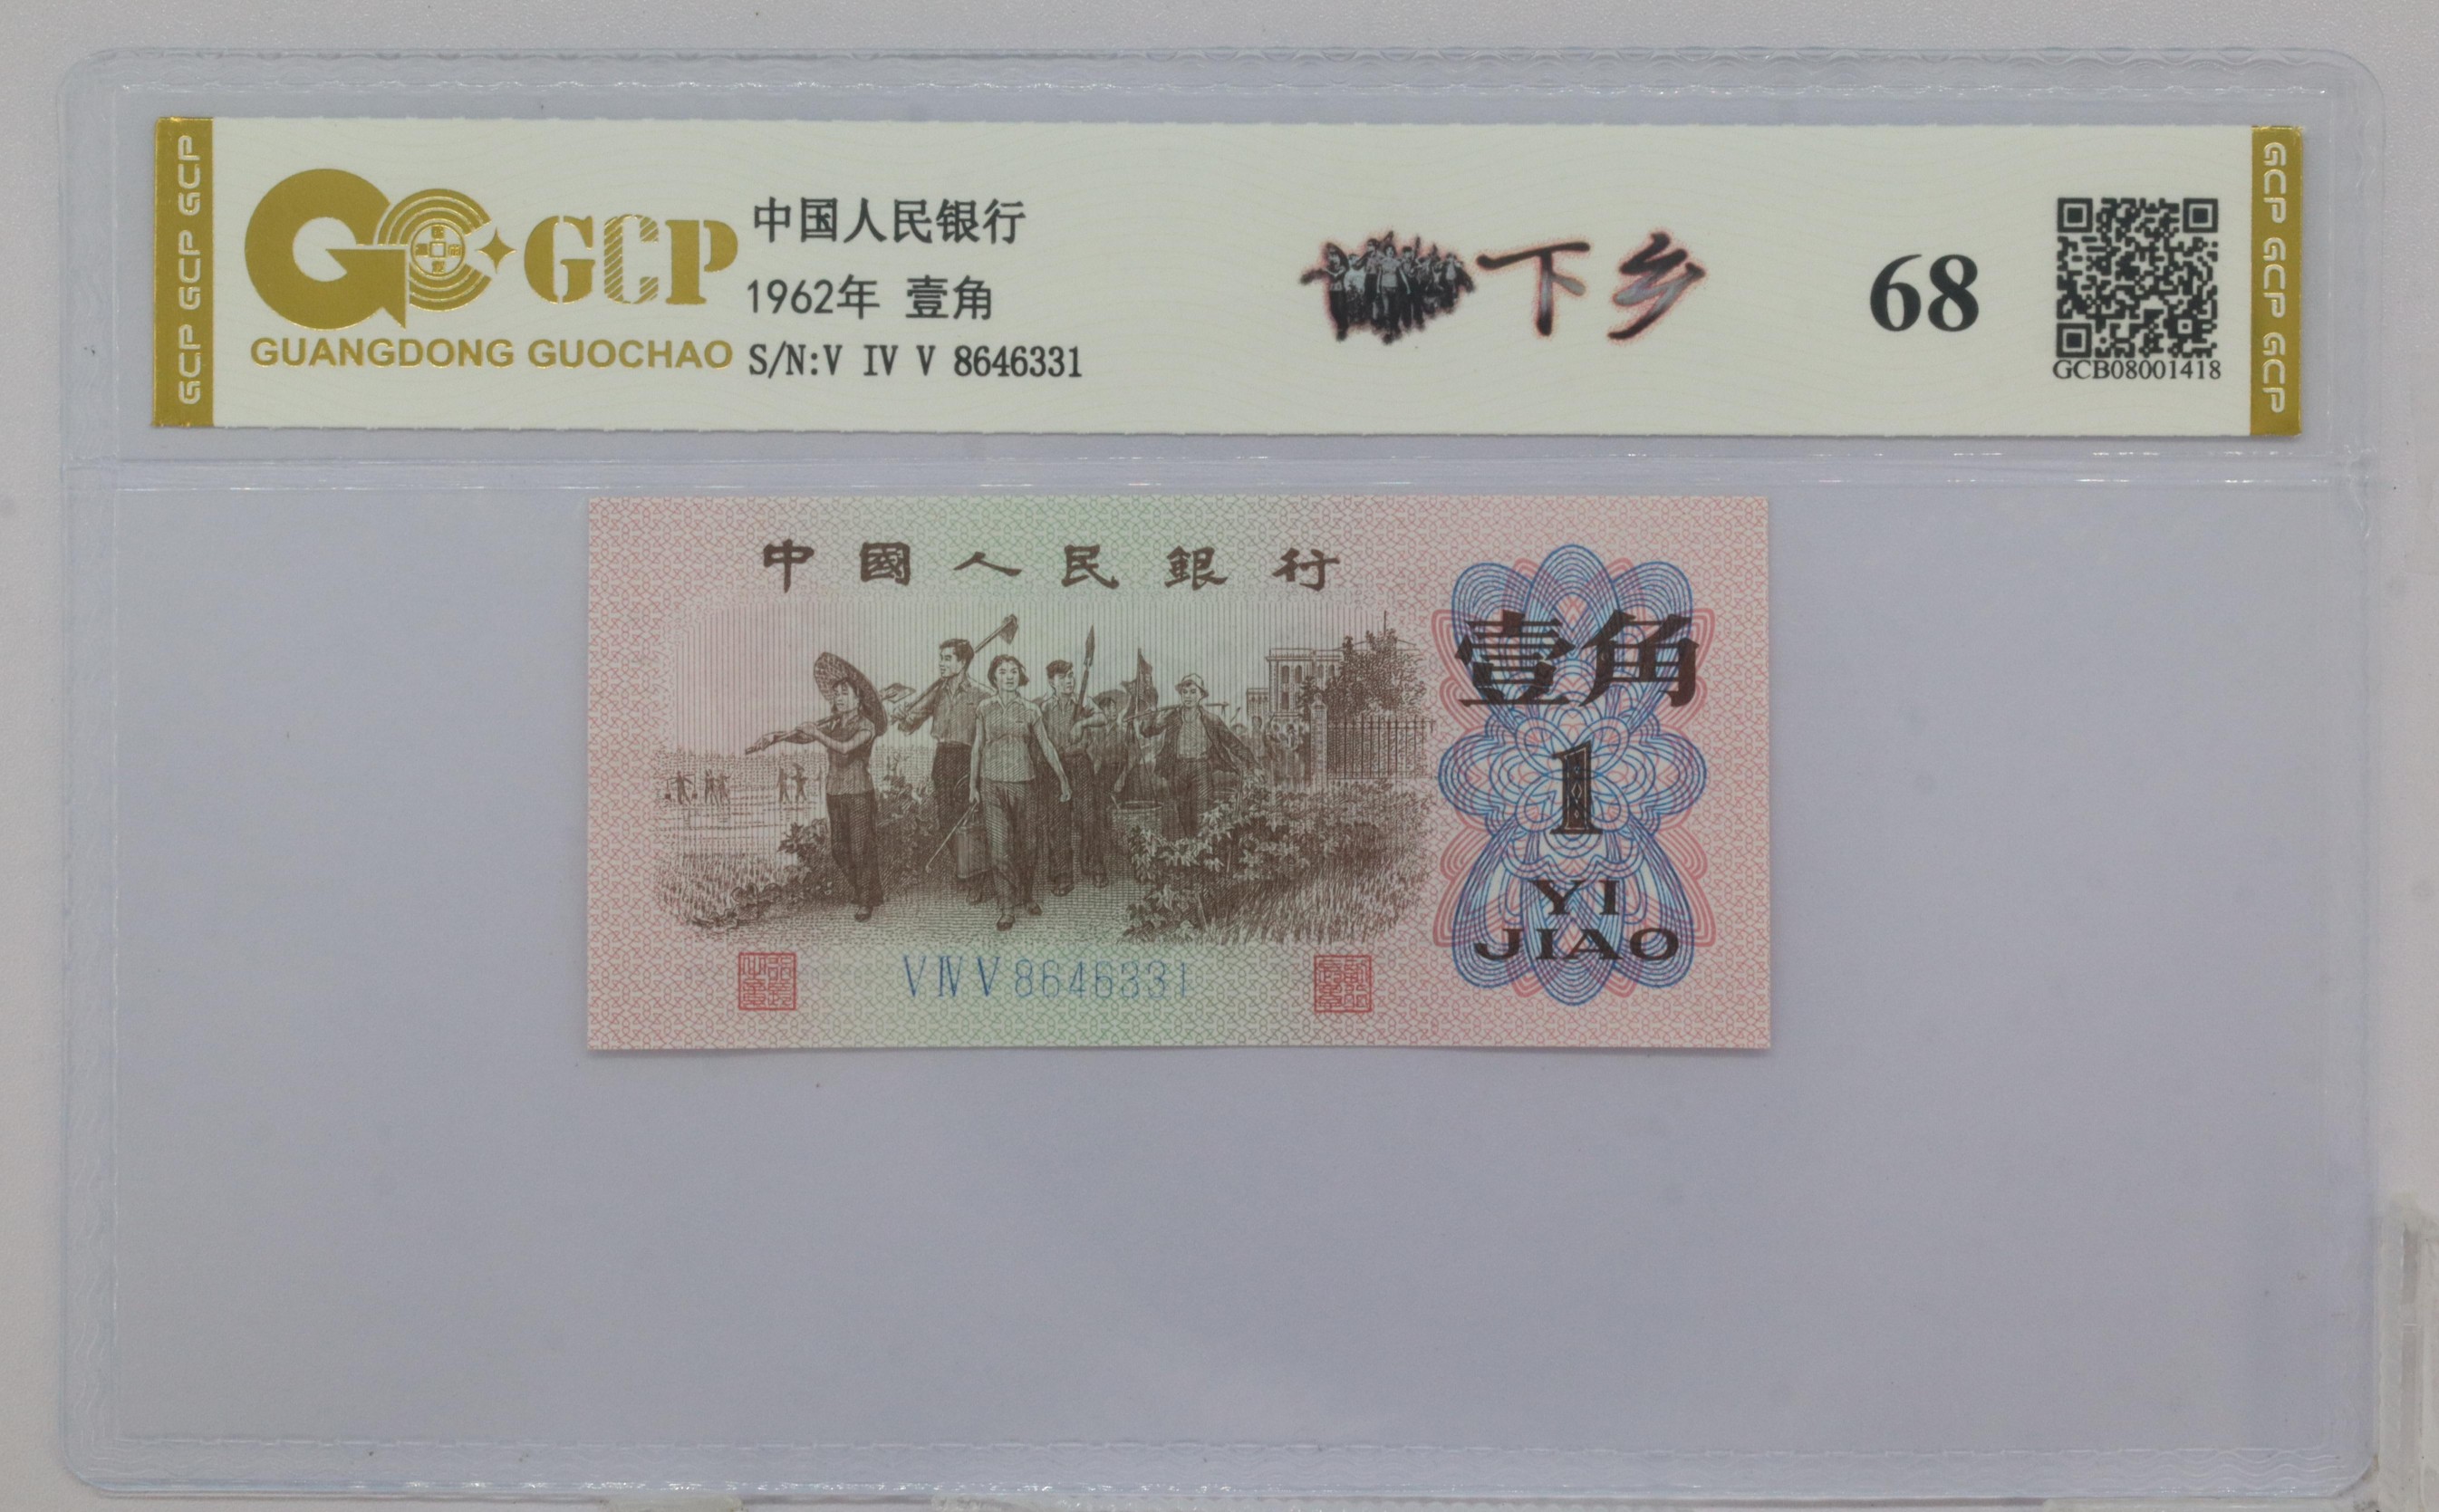 GCP GCP GCP
GCP
GUANGDONG GUOCHAO
中国人民银行
1962年 壹角
S/N:V IV V 8646331
下乡
68
GCB08001418
GCP GCP GCP
中國人民銀行
壹角
1
YI
JIAO
V IV V 8646331